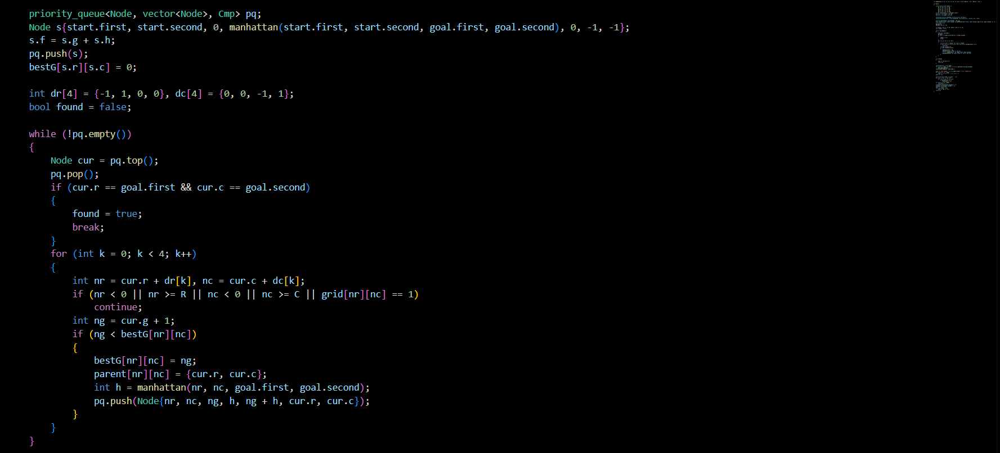 priority_queue<Node, vector<Node>, Cmp> pq;
Node s{start.first, start.second, 0, manhattan(start.first, start.second, goal.first, goal.second), 0, -1, -1};
s.f = s.g + s.h;
pq.push(s);
bestG[s.r][s.c] = 0;
int dr[4] = {-1, 1, 0, 0}, dc[4] = {0, 0, -1, 1};
bool found = false;
while (!pq.empty())
{
Node cur = pq.top();
pq.pop();
if (cur.r == goal.first && cur.c == goal.second)
{
found = true;
break;
}
for (int k = 0; k < 4; k++)
{
int nr = cur.r + dr[k], nc = cur.c + dc[k];
if (nr < 0 || nr >= R || nc < 0 || nc >= C || grid[nr][nc] == 1)
continue;
int ng = cur.g + 1;
if (ng < bestG[nr][nc])
{
bestG[nr][nc] = ng;
parent[nr][nc] = {cur.r, cur.c};
int h = manhattan(nr, nc, goal.first, goal.second);
pq.push(Node{nr, nc, ng, h, ng + h, cur.r, cur.c});
}
}
}